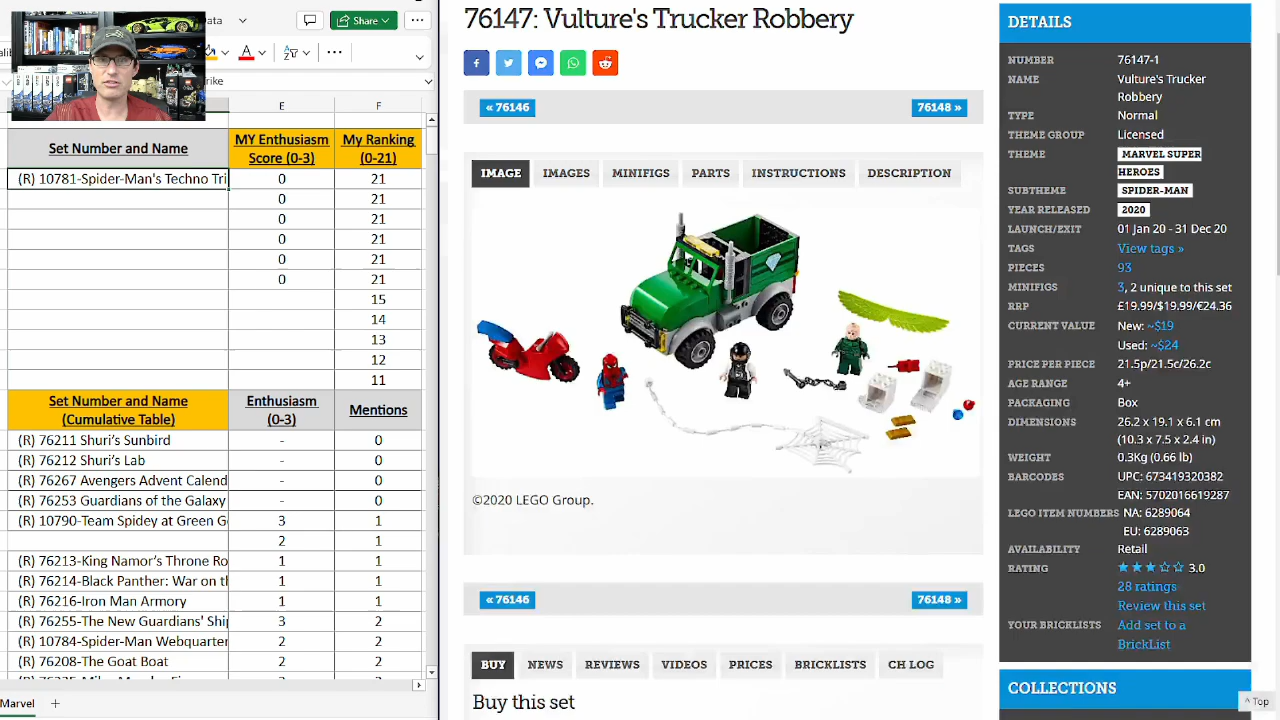 Data
Share
A
rike
E
F
Set Number and Name
MY Enthusiasm Score (0-3)
My Ranking (0-21)
(R) 10781-Spider-Man's Techno Tri
0
21
0
21
0
21
0
21
0
21
0
21
15
14
13
12
11
Set Number and Name (Cumulative Table)
Enthusiasm (0-3)
Mentions
(R) 76211 Shuri's Sunbird
-
0
(R) 76212 Shuri's Lab
-
0
(R) 76267 Avengers Advent Calend
-
0
(R) 76253 Guardians of the Galaxy
-
0
(R) 10790-Team Spidey at Green G
3
1
2
1
(R) 76213-King Namor's Throne Ro
1
1
(R) 76214-Black Panther: War on th
1
1
(R) 76216-Iron Man Armory
1
1
(R) 76255-The New Guardians' Ship
3
2
(R) 10784-Spider-Man Webquarter
2
2
(R) 76208-The Goat Boat
2
2
Marvel
+
76147: Vulture's Trucker Robbery
« 76146
76148 »
IMAGE
IMAGES
MINIFIGS
PARTS
INSTRUCTIONS
DESCRIPTION
©2020 LEGO Group.
« 76146
76148 »
BUY
NEWS
REVIEWS
VIDEOS
PRICES
BRICKLISTS
CH LOG
Buy this set
DETAILS
NUMBER
76147-1
NAME
Vulture's Trucker
Robbery
TYPE
Normal
THEME GROUP
Licensed
THEME
MARVEL SUPER
HEROES
SUBTHEME
SPIDER-MAN
YEAR RELEASED
2020
LAUNCH/EXIT
01 Jan 20 - 31 Dec 20
TAGS
View tags »
PIECES
93
MINIFIGS
3, 2 unique to this set
RRP
£19.99/$19.99/€24.36
CURRENT VALUE
New: ~$19
Used: ~$24
PRICE PER PIECE
21.5p/21.5c/26.2c
AGE RANGE
4+
PACKAGING
Box
DIMENSIONS
26.2 x 19.1 x 6.1 cm
(10.3 x 7.5 x 2.4 in)
WEIGHT
0.3Kg (0.66 lb)
BARCODES
UPC: 673419320382
EAN: 5702016619287
LEGO ITEM NUMBERS
NA: 6289064
EU: 6289063
AVAILABILITY
Retail
RATING
3.0
28 ratings
Review this set
YOUR BRICKLISTS
Add set to a
BrickList
COLLECTIONS
^ Top